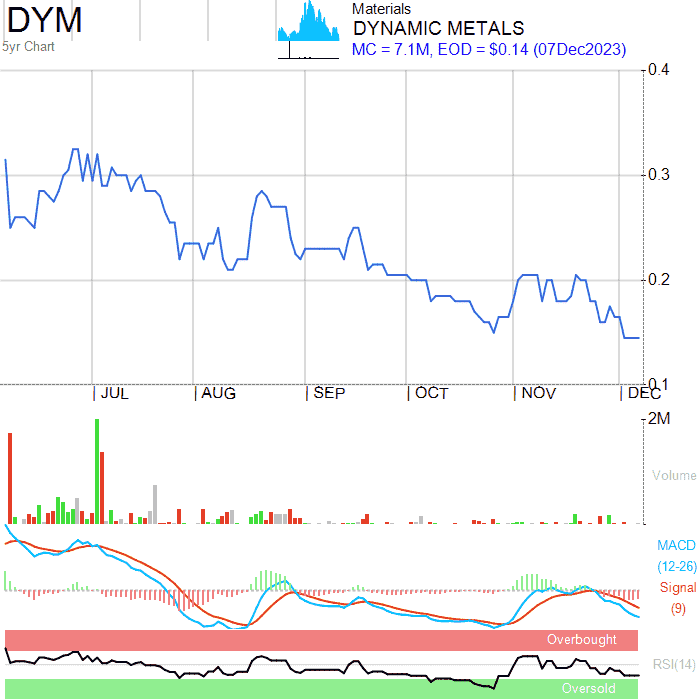 DYM
5yr Chart
Materials
DYNAMIC METALS
MC = 7.1M, EOD = $0.14 (07Dec2023)
0.4
0.3
0.2
0.1
JUL
AUG
SEP
OCT
NOV
DEC
2M
Volume
MACD
(12-26)
Signal
(9)
Overbought
RSI(14)
Oversold